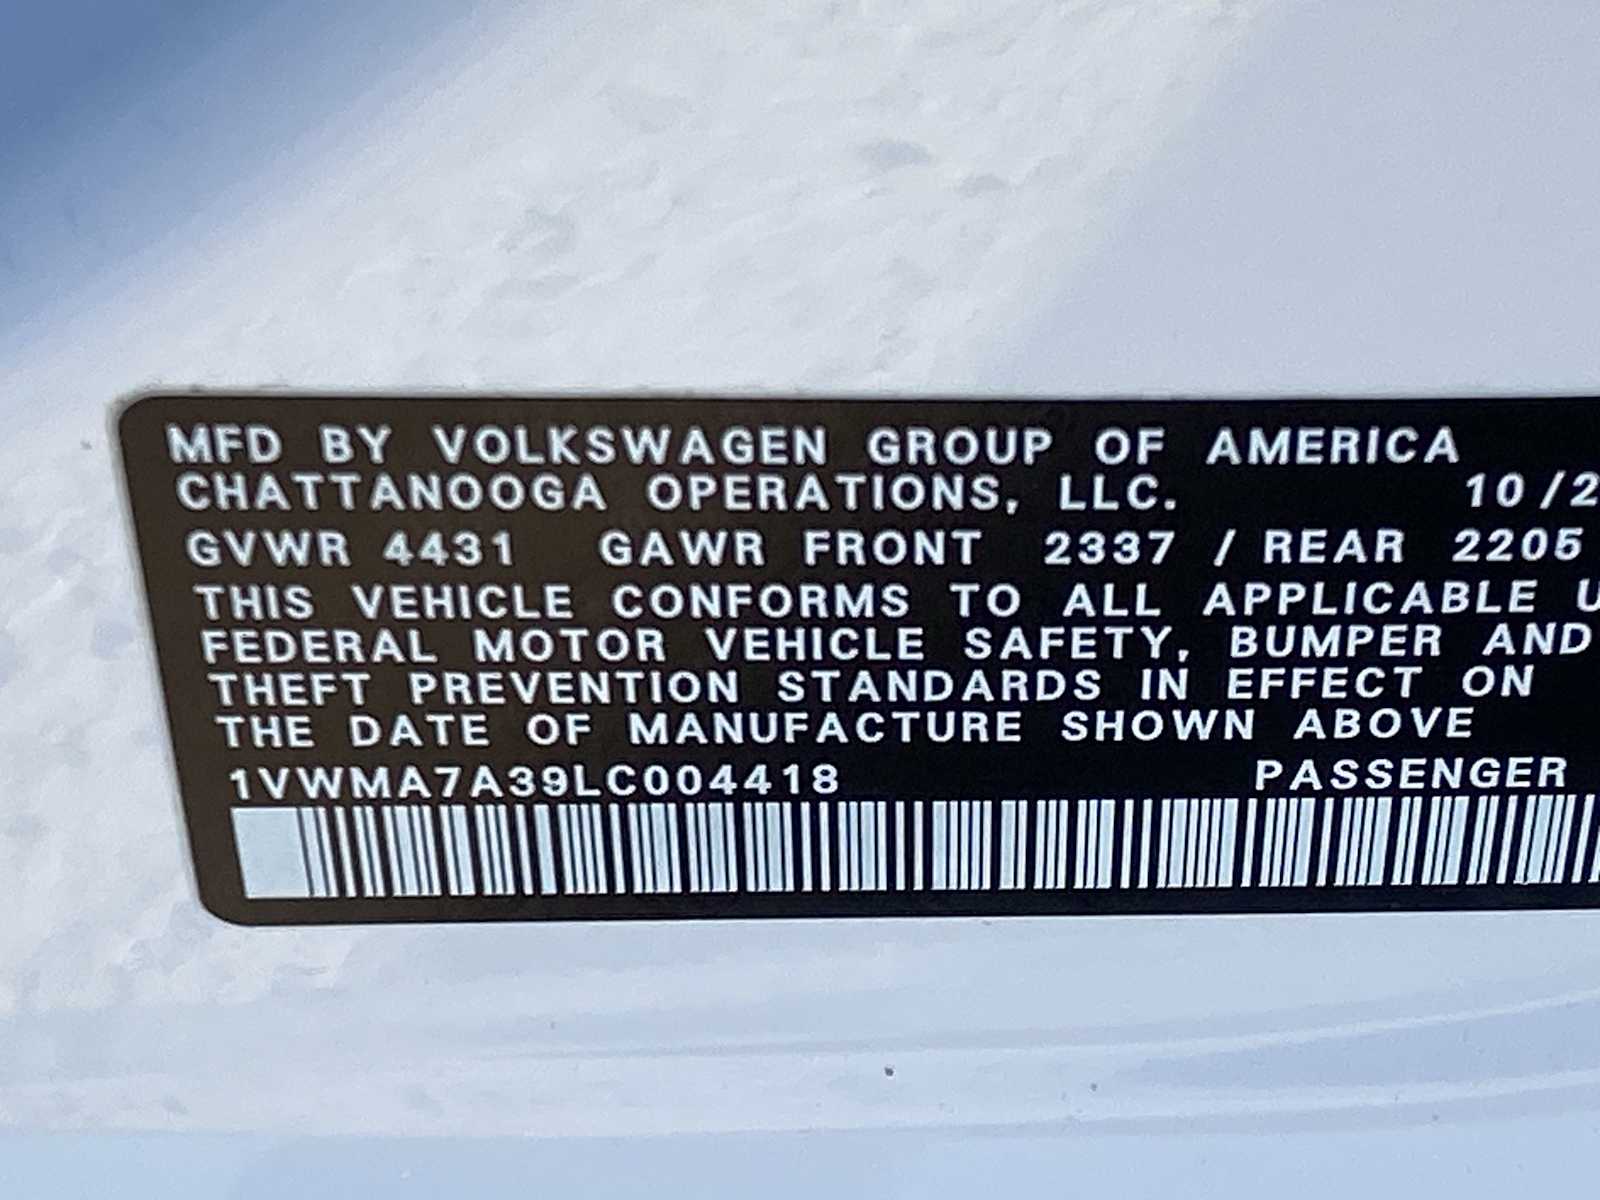 MFD BY VOLKSWAGEN GROUP OF AMERICA
CHATTANOOGA OPERATIONS, LLC. 10/2
GVWR 4431 GAWR FRONT 2337 / REAR 2205
THIS VEHICLE CONFORMS TO ALL APPLICABLE U
FEDERAL MOTOR VEHICLE SAFETY, BUMPER AND
THEFT PREVENTION STANDARDS IN EFFECT ON
THE DATE OF MANUFACTURE SHOWN ABOVE
1VWMA7A39LC004418 PASSENGER